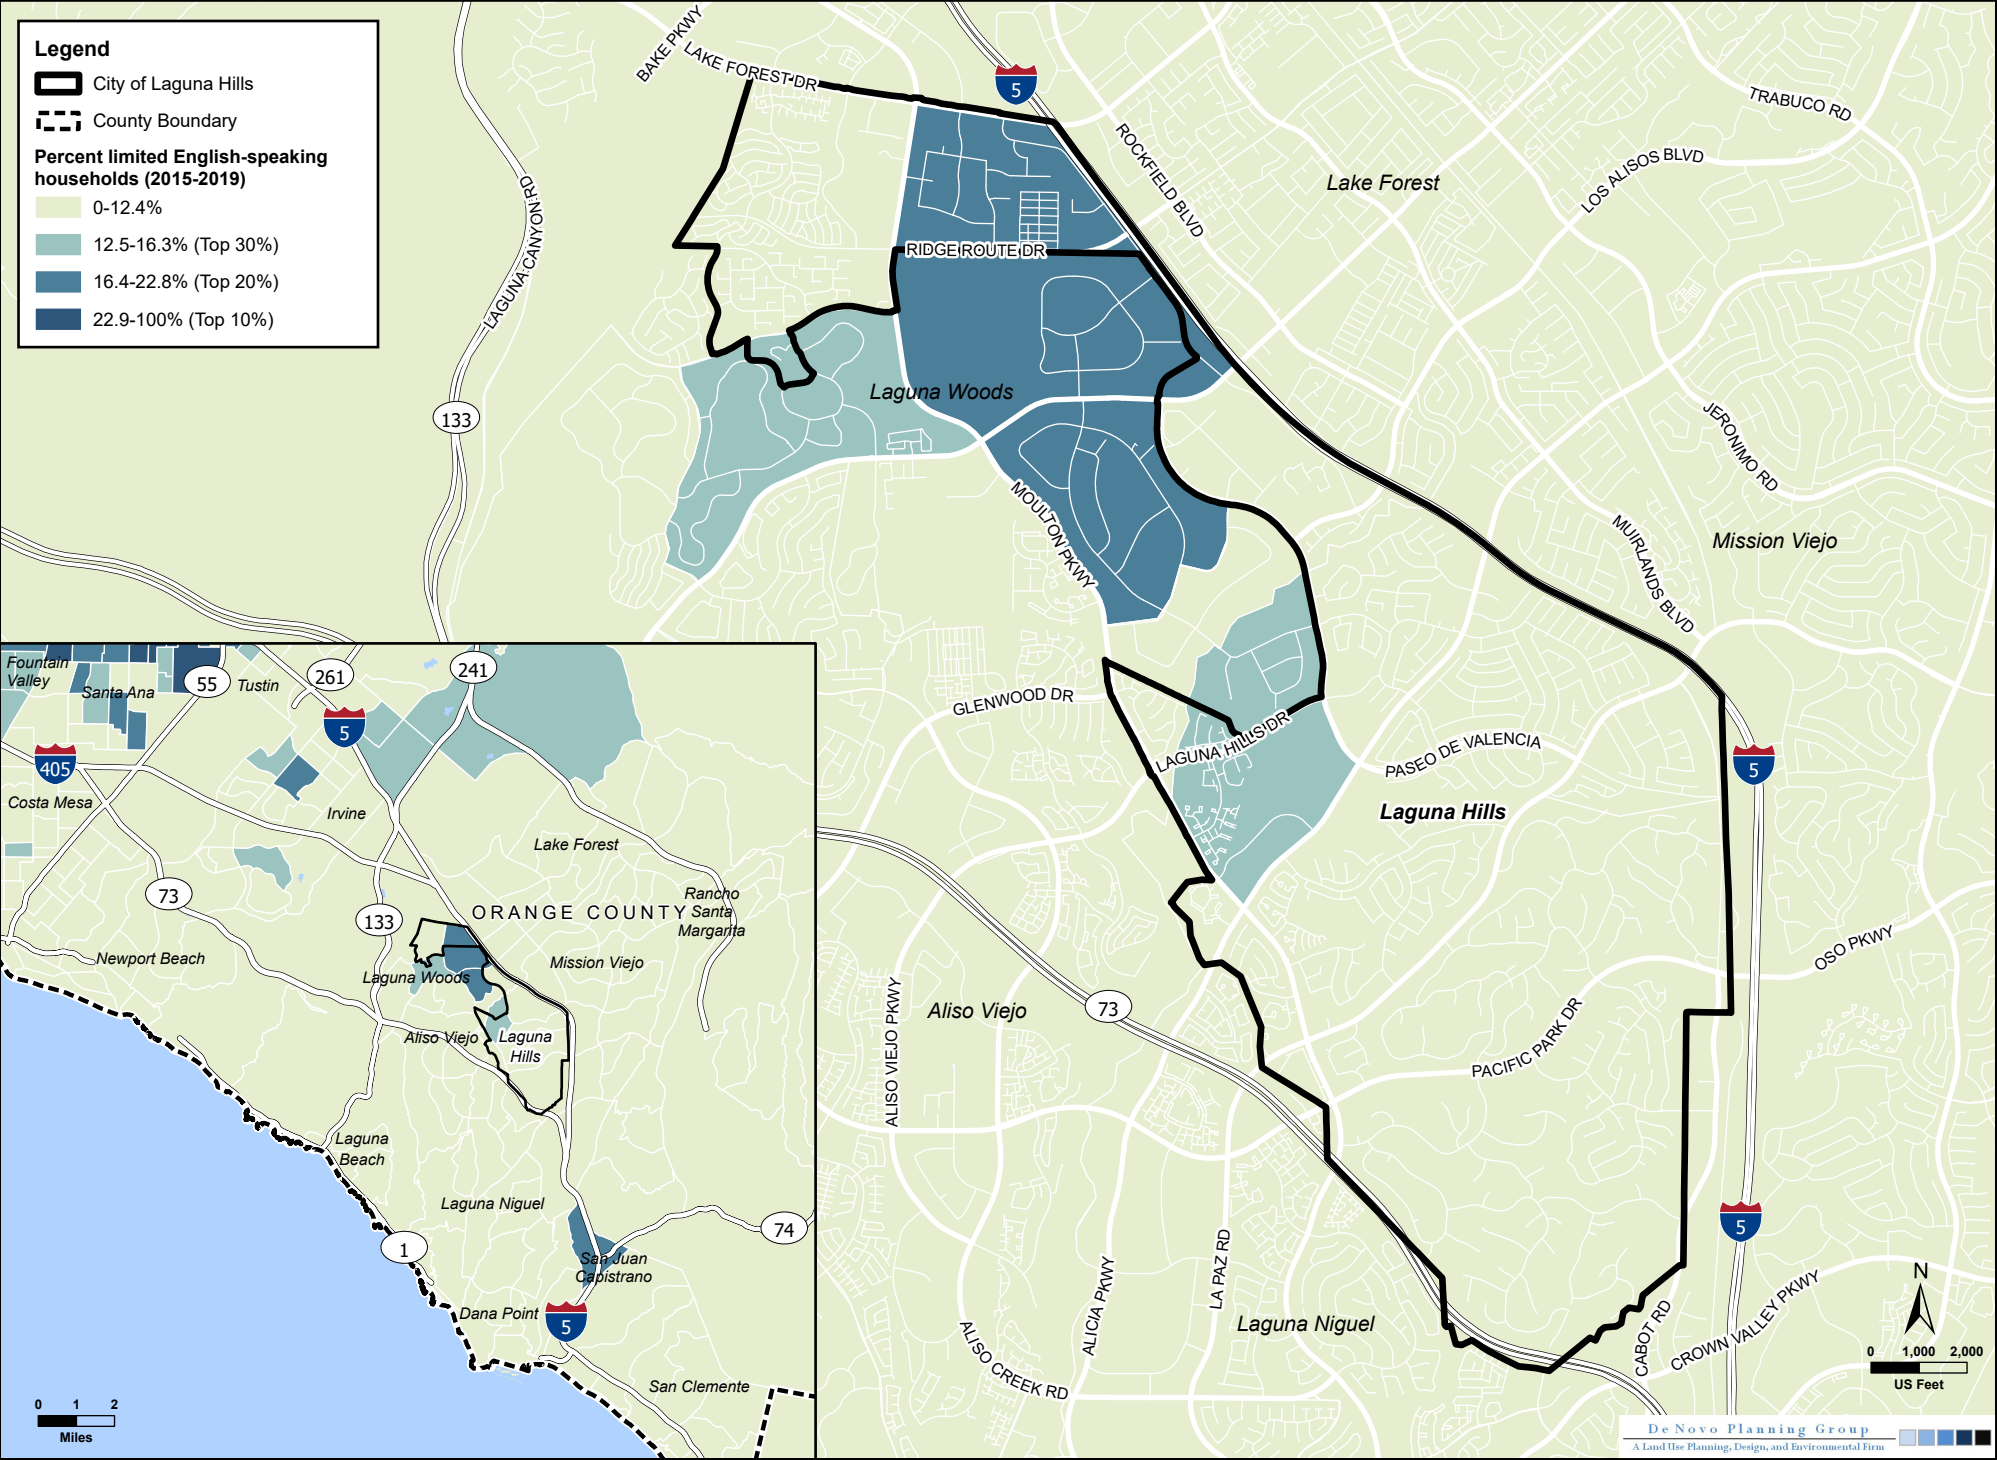 Legend
City of Laguna Hills
County Boundary
Percent limited English-speaking
households (2015-2019)
0-12.4%
12.5-16.3% (Top 30%)
16.4-22.8% (Top 20%)
22.9-100% (Top 10%)
BAKE PKWY
LAKE FOREST DR
5
TRABUCO RD
ROCKFIELD BLVD
LOS ALISOS BLVD
Lake Forest
LAGUNA CANYON RD
RIDGE ROUTE DR
133
Laguna Woods
JERONIMO RD
MOULTON PKWY
MUIRLANDS BLVD
Mission Viejo
GLENWOOD DR
LAGUNA HILLS DR
PASEO DE VALENCIA
5
Laguna Hills
OSO PKWY
ALISO VIEJO PKWY
Aliso Viejo
73
PACIFIC PARK DR
LA PAZ RD
ALICIA PKWY
5
Laguna Niguel
ALISO CREEK RD
CABOT RD
CROWN VALLEY PKWY
N
0 1,000 2,000
US Feet
De Novo Planning Group
A Land Use Planning, Design, and Environmental Firm
Fountain
Valley
Santa Ana
55
Tustin
261
241
5
405
Costa Mesa
Irvine
Lake Forest
73
133
Rancho
Santa
Margarita
ORANGE COUNTY
Newport Beach
Laguna Woods
Mission Viejo
Aliso Viejo
Laguna
Hills
Laguna
Beach
Laguna Niguel
1
74
San Juan
Capistrano
Dana Point
5
San Clemente
0 1 2
Miles